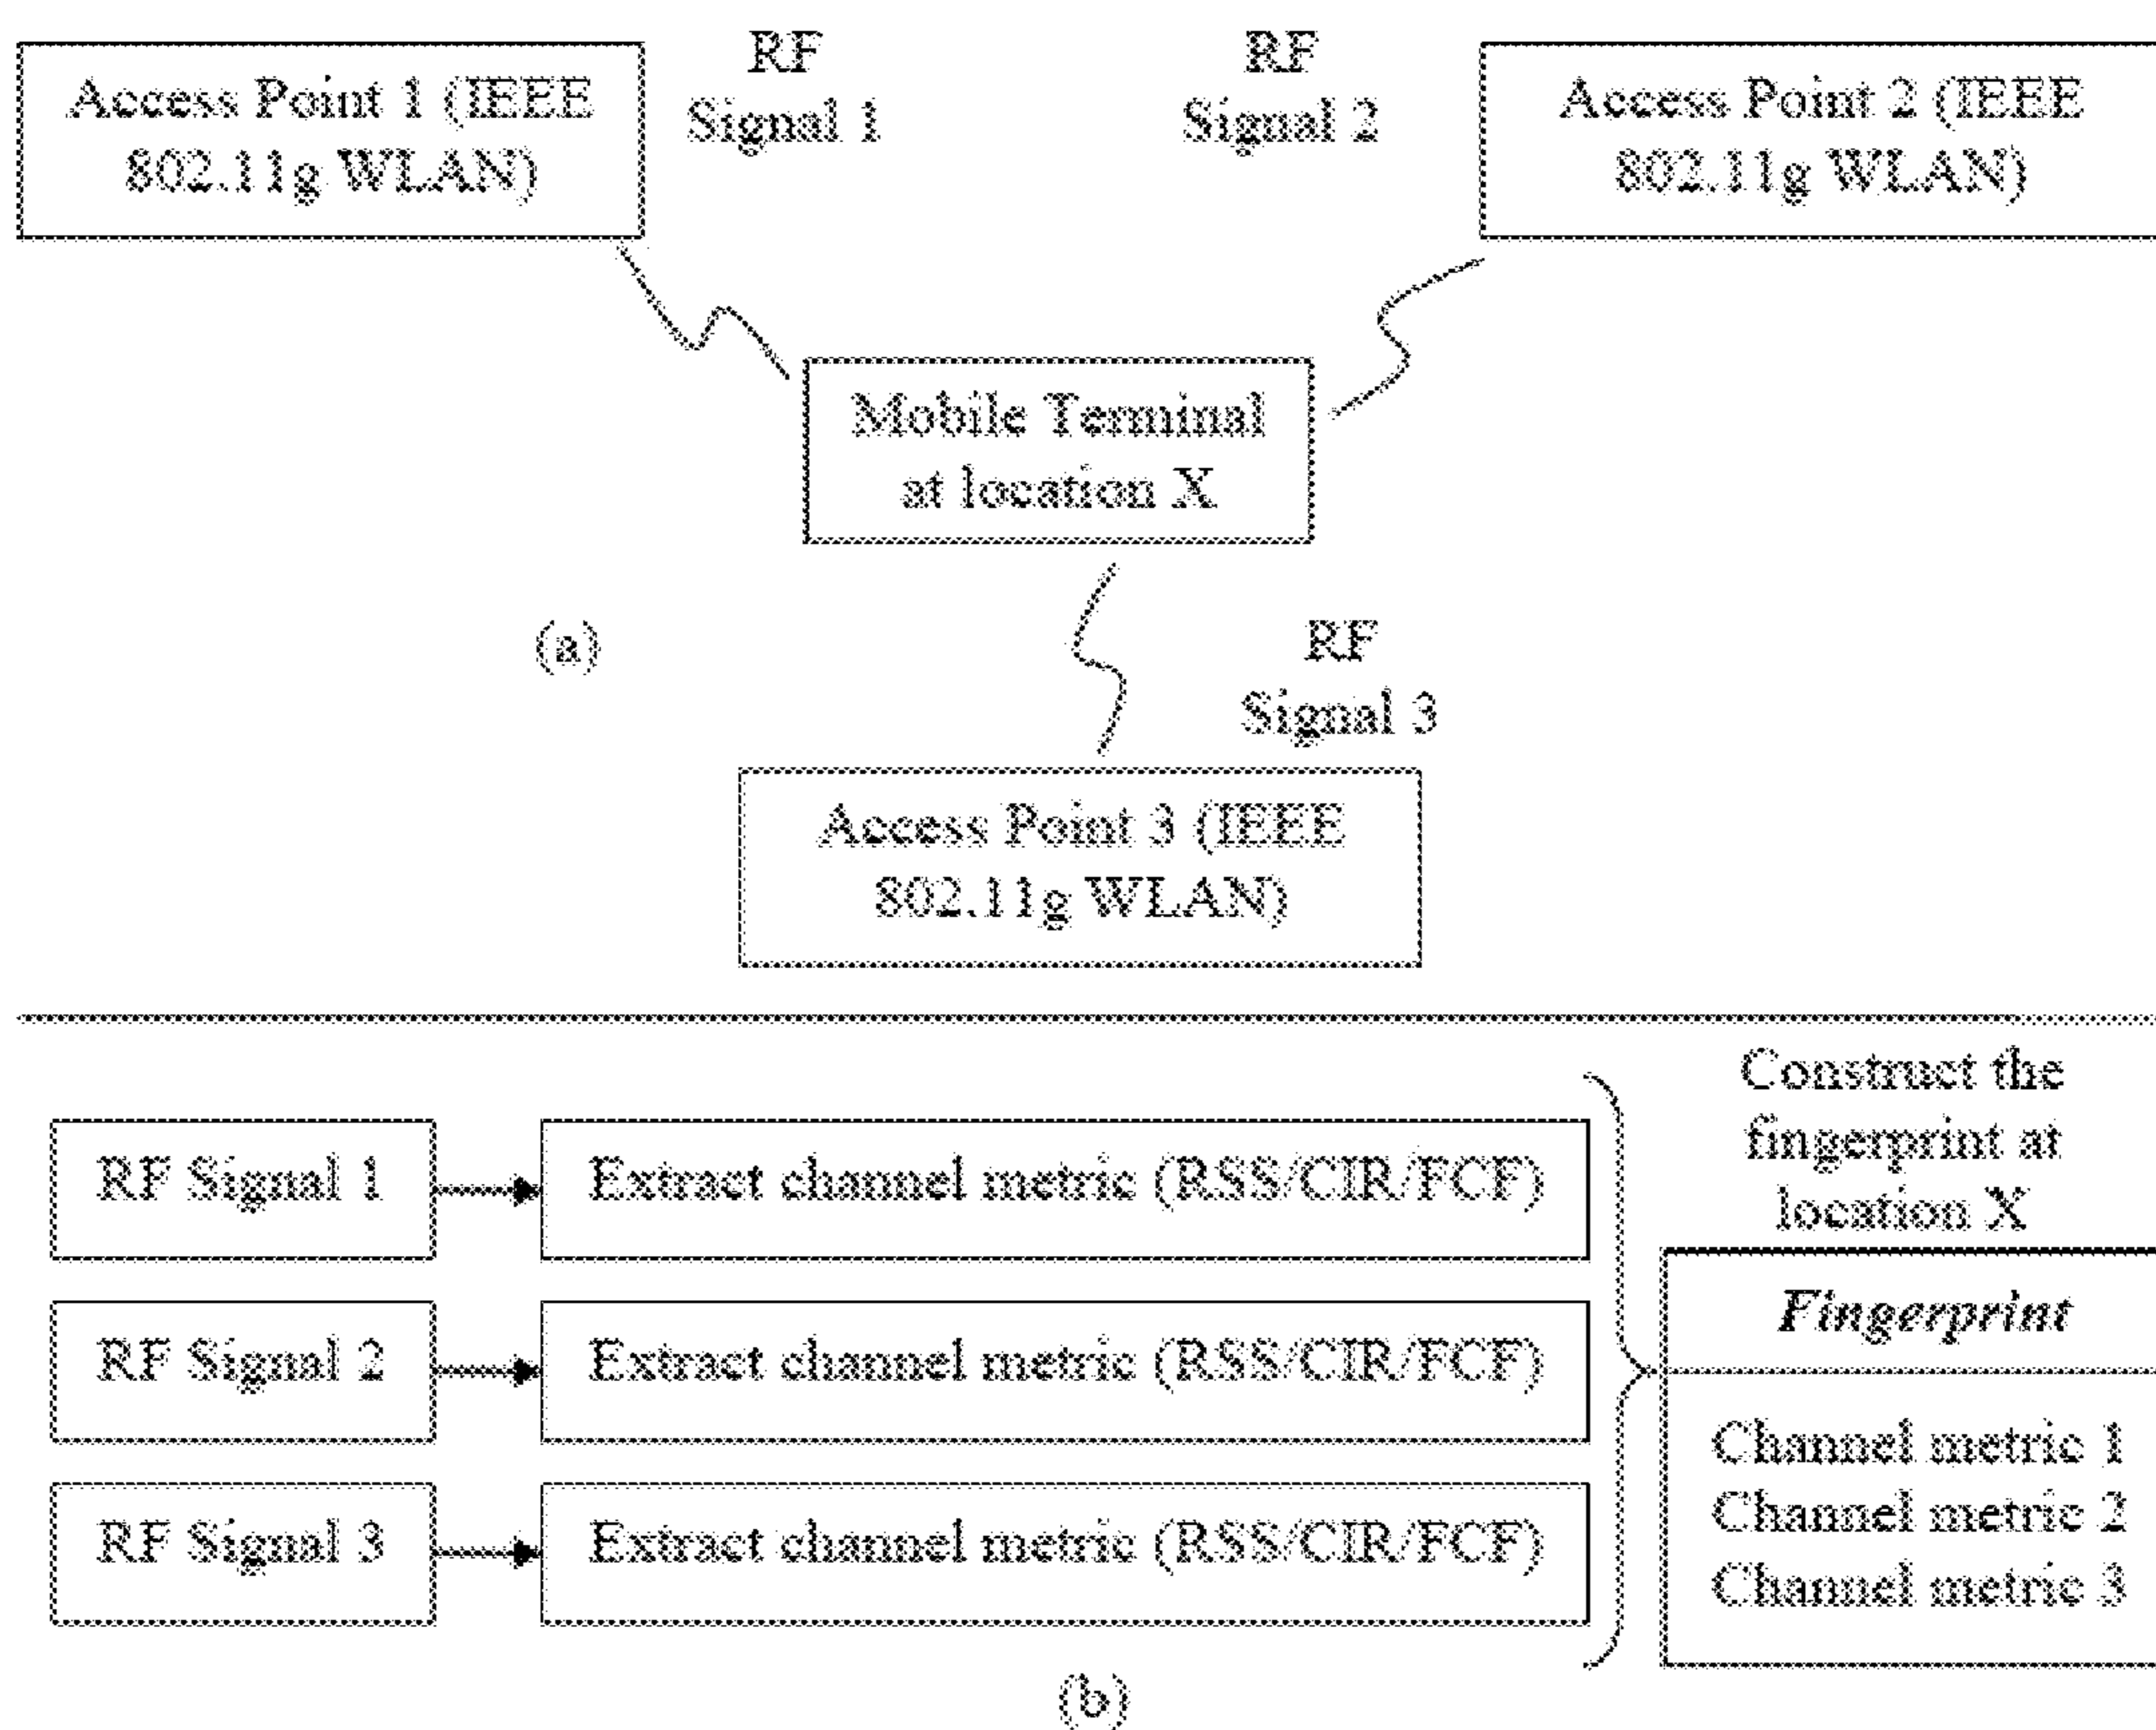 RF
Signal 1
RF
Signal 2
Access Point 1 (IEEE
802.11g WLAN)
Access Point 2 (IEEE
802.11g WLAN)
Mobile Terminal
at location X
(a)
RF
Signal 3
Access Point 3 (IEEE
802.11g WLAN)
Construct the
fingerprint at
location X
RF Signal 1
Extract channel metric (RSS/CIR/FCF)
RF Signal 2
Extract channel metric (RSS/CIR/FCF)
RF Signal 3
Extract channel metric (RSS/CIR/FCF)
Fingerprint
Channel metric 1
Channel metric 2
Channel metric 3
(b)